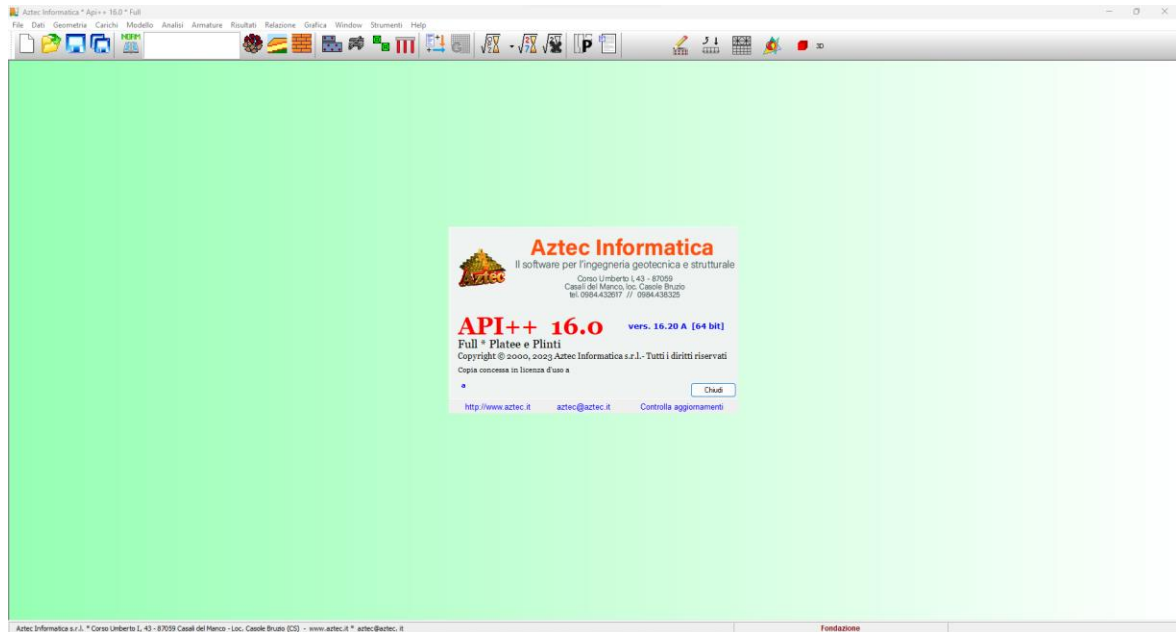 Aztec Informatica * Api++ 16.0 * Full
File Dati Geometria Carichi Modello Analisi Armature Risultati Relazione Grafica Window Strumenti Help
NORM
P
3D
Aztec Informatica
Il software per l'ingegneria geotecnica e strutturale
Corso Umberto I, 43 - 87059
Casali del Manco, loc. Casole Bruzio
tel. 0984.432617 // 0984.438325
Aztec
API++ 16.0 vers. 16.20 A [64 bit]
Full * Platee e Plinti
Copyright © 2000, 2023 Aztec Informatica s.r.l.- Tutti i diritti riservati
Copia concessa in licenza d'uso a
a
Chiudi
http://www.aztec.it aztec@aztec.it Controlla aggiornamenti
Aztec Informatica s.r.l. * Corso Umberto I, 43 - 87059 Casali del Manco - Loc. Casole Bruzio (CS) - www.aztec.it * aztec@aztec. it
Fondazione